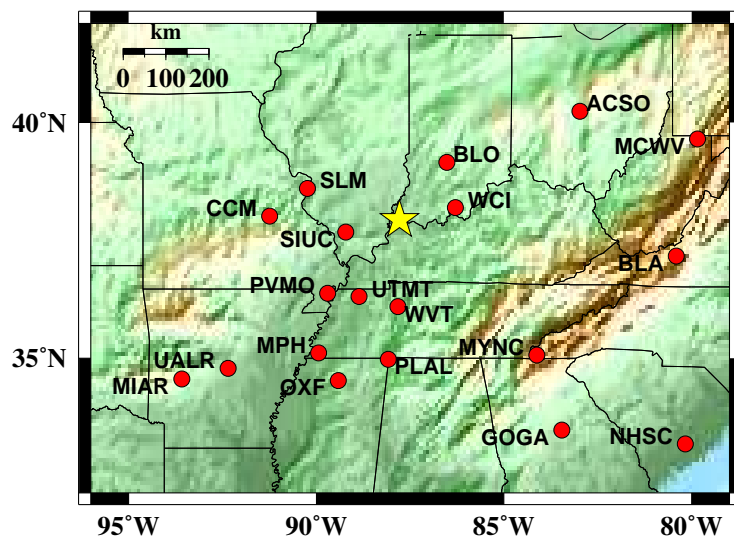 km
0 100 200
ACSO
40°N
MCWV
BLO
SLM
WCI
CCM
SIUC
BLA
PVMO
UTMT
WVT
MPH
MYNC
UALR
PLAL
35°N
MIAR
OXF
GOGA
NHSC
95°W 90°W 85°W 80°W